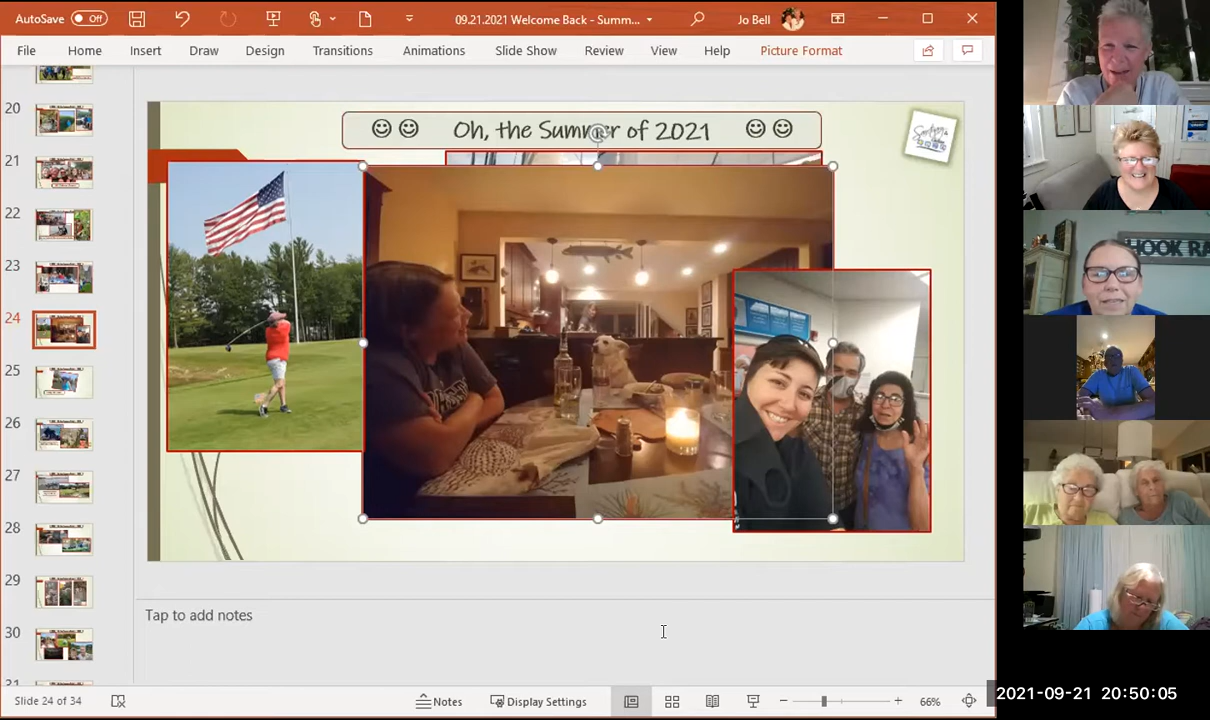 AutoSave Off
09.21.2021 Welcome Back - Summ...
Jo Bell
File Home Insert Draw Design Transitions Animations Slide Show Review View Help Picture Format
20
21
22
23
24
25
26
27
28
29
30
31
Oh, the Summer of 2021
HOOK RA
Tap to add notes
Slide 24 of 34
Notes
Display Settings
66%
2021-09-21 20:50:05